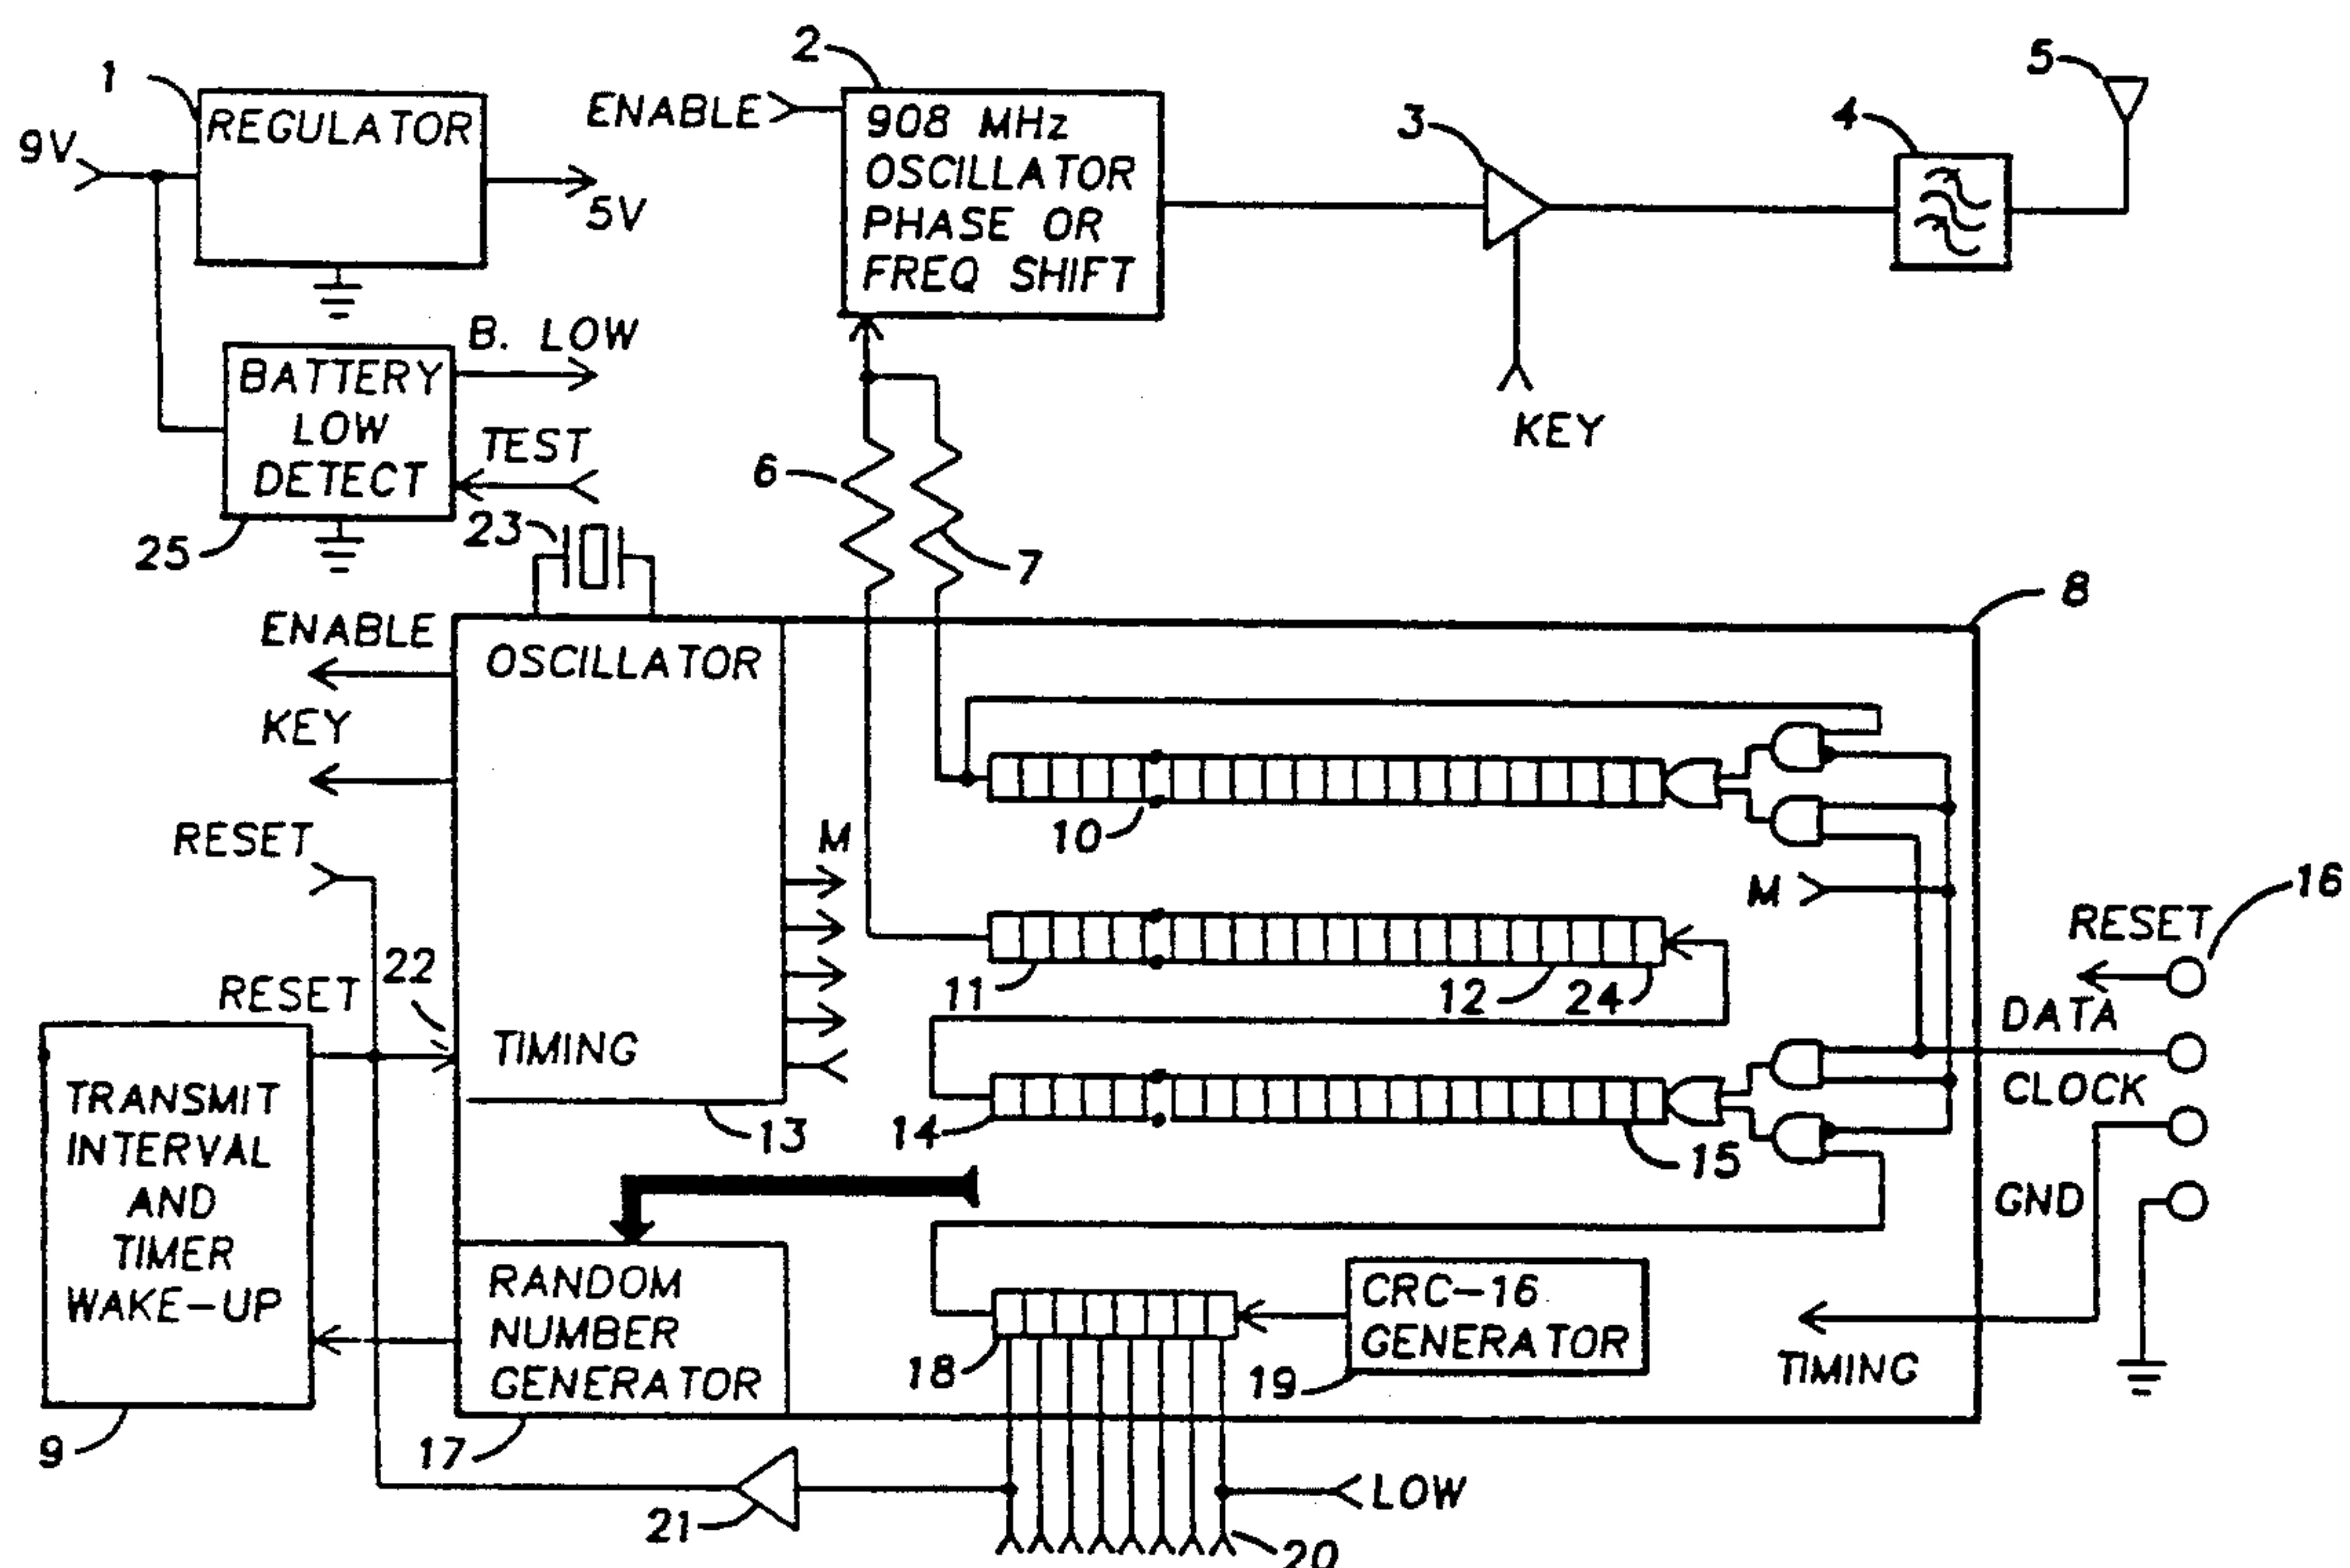 1
REGULATOR
9V
5V
2
ENABLE
908 MHz
OSCILLATOR
PHASE OR
FREQ SHIFT
3
KEY
4
5
B. LOW
BATTERY
LOW
DETECT
TEST
25
23
6
7
8
ENABLE
KEY
RESET
OSCILLATOR
M
22
RESET
TIMING
13
10
M
11
12
24
14
15
16
RESET
DATA
CLOCK
GND
TRANSMIT
INTERVAL
AND
TIMER
WAKE-UP
9
RANDOM
NUMBER
GENERATOR
17
18
CRC-16
GENERATOR
19
TIMING
21
LOW
20